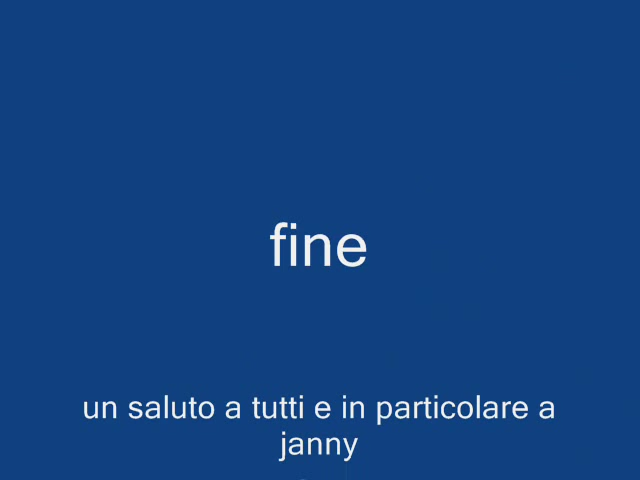 fine
un saluto a tutti e in particolare a
janny